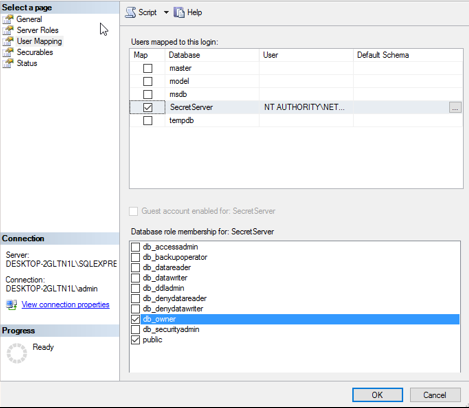 Select a page
General
Server Roles
User Mapping
Securables
Status
Script Help
Users mapped to this login:
Map Database User Default Schema
master
model
msdb
SecretServer NT AUTHORITY\NET... ...
tempdb
Guest account enabled for: SecretServer
Database role membership for: SecretServer
db_accessadmin
db_backupoperator
db_datareader
db_datawriter
db_ddladmin
db_denydatareader
db_denydatawriter
db_owner
db_securityadmin
public
Connection
Server:
DESKTOP-2GLTN1L\SQLEXPRE
Connection:
DESKTOP-2GLTN1L\admin
View connection properties
Progress
Ready
OK Cancel